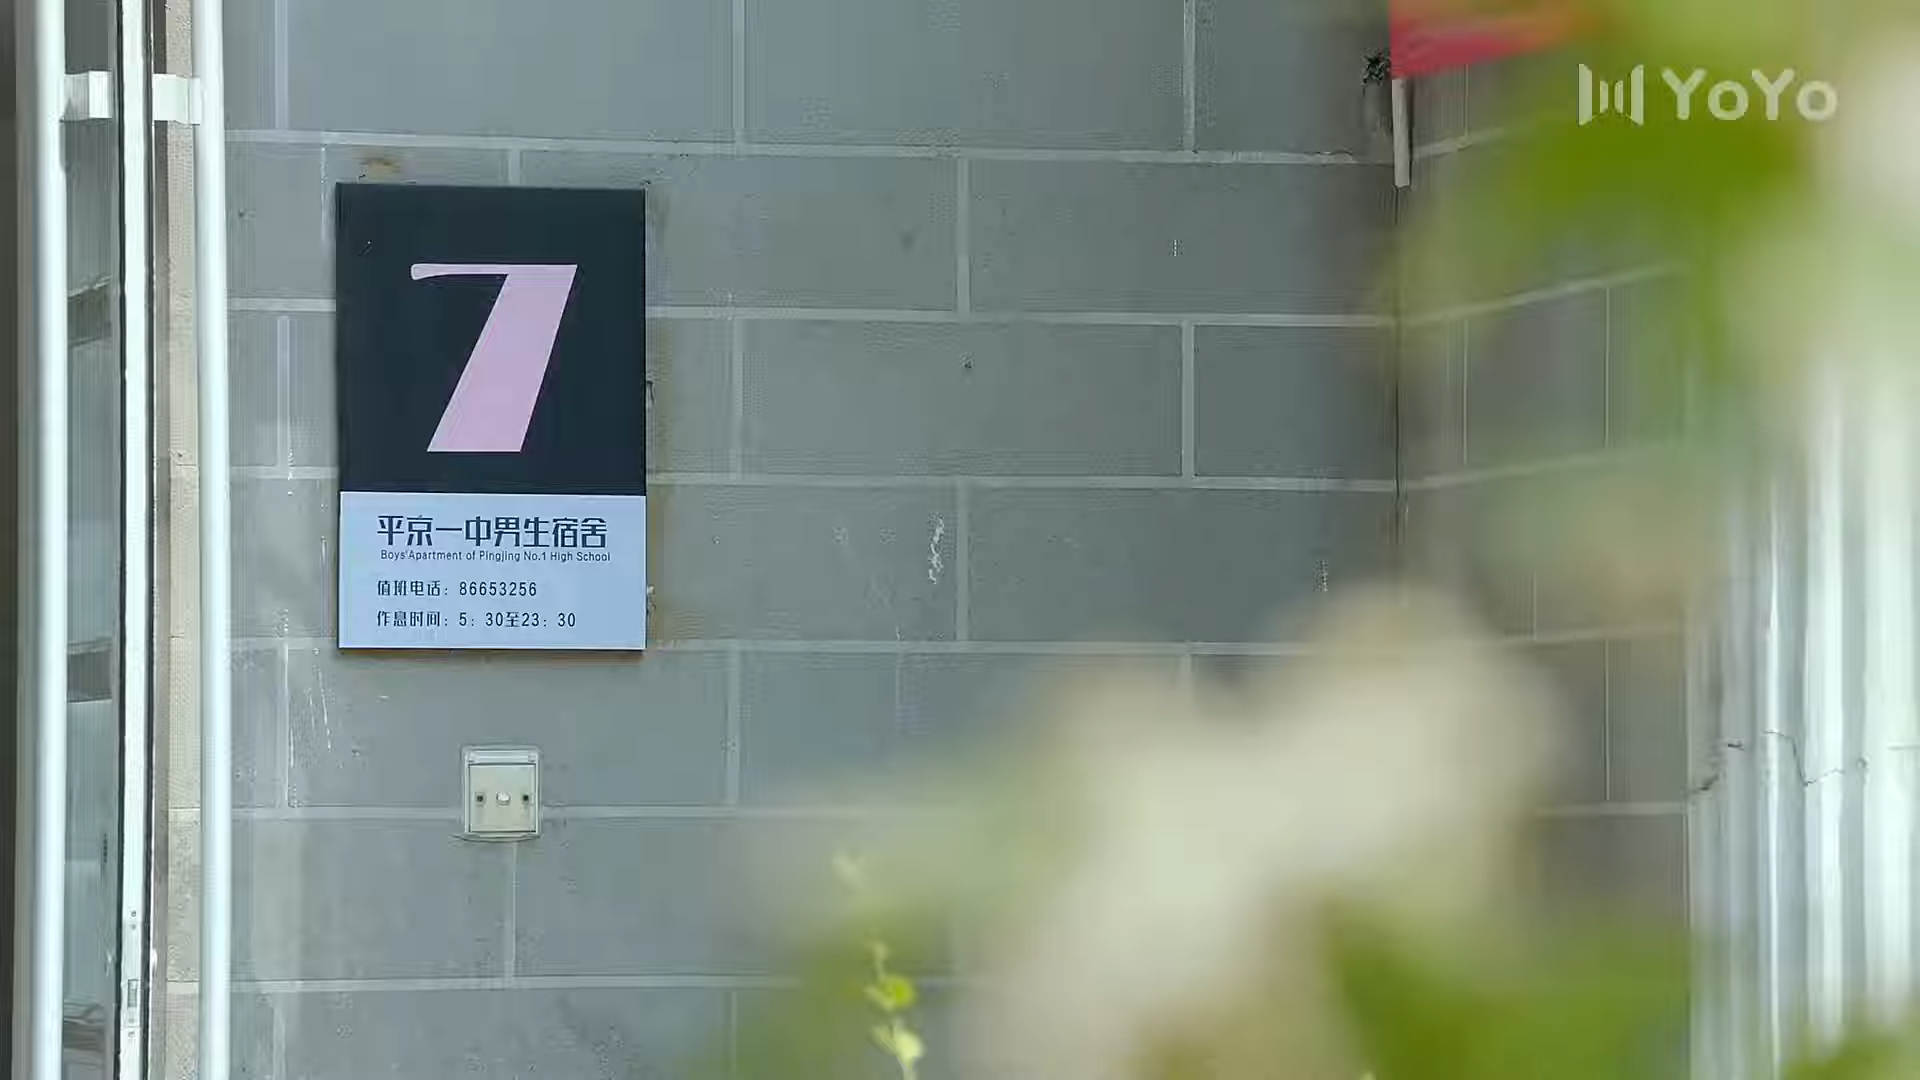 YoYo
7
平京一中男生宿舍
Boys'Apartment of Pingjing No.1 High School
值班电话：86653256
作息时间：5：30至23：30